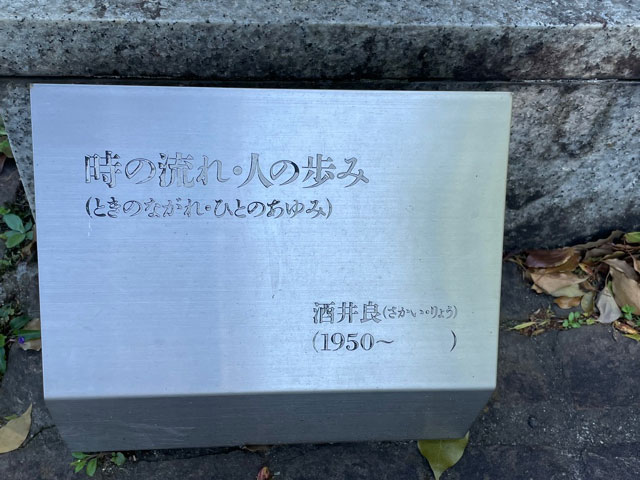 時の流れ・人の歩み
(ときのながれ・ひとのあゆみ)
酒井良(さかい・りょう)
(1950〜　　)